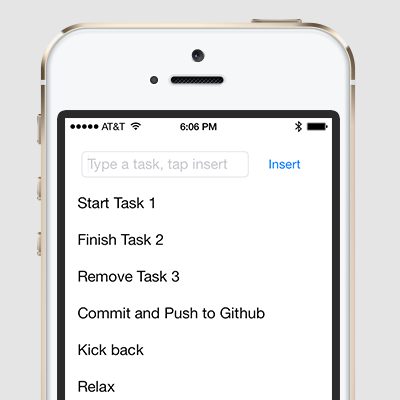 AT&T 6:06 PM
Type a task, tap insert Insert
Start Task 1
Finish Task 2
Remove Task 3
Commit and Push to Github
Kick back
Relax